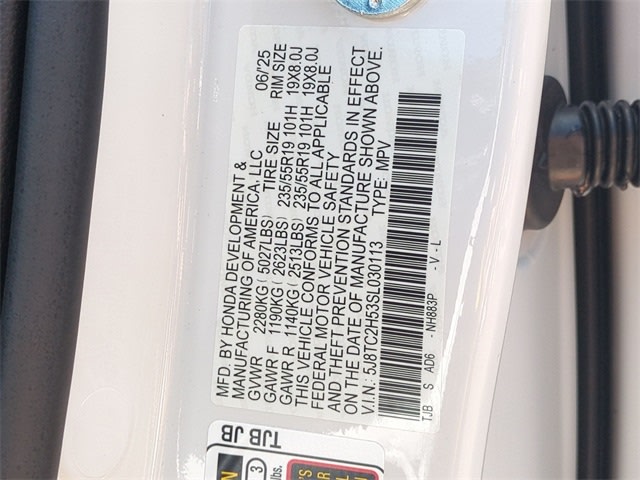 MFD. BY HONDA DEVELOPMENT &
MANUFACTURING OF AMERICA, LLC 06/'25
GVWR 2280KG ( 5027LBS) TIRE SIZE RIM SIZE
GAWR F 1190KG ( 2623LBS) 235/55R19 101H 19X8.0J
GAWR R 1140KG ( 2513LBS) 235/55R19 101H 19X8.0J
THIS VEHICLE CONFORMS TO ALL APPLICABLE
FEDERAL MOTOR VEHICLE SAFETY
AND THEFT PREVENTION STANDARDS IN EFFECT
ON THE DATE OF MANUFACTURE SHOWN ABOVE.
V.I.N: 5J8TC2H53SL030113 TYPE: MPV
TJB S AD6 - NH883P - V - L
TJB JB
N
3
lbs.